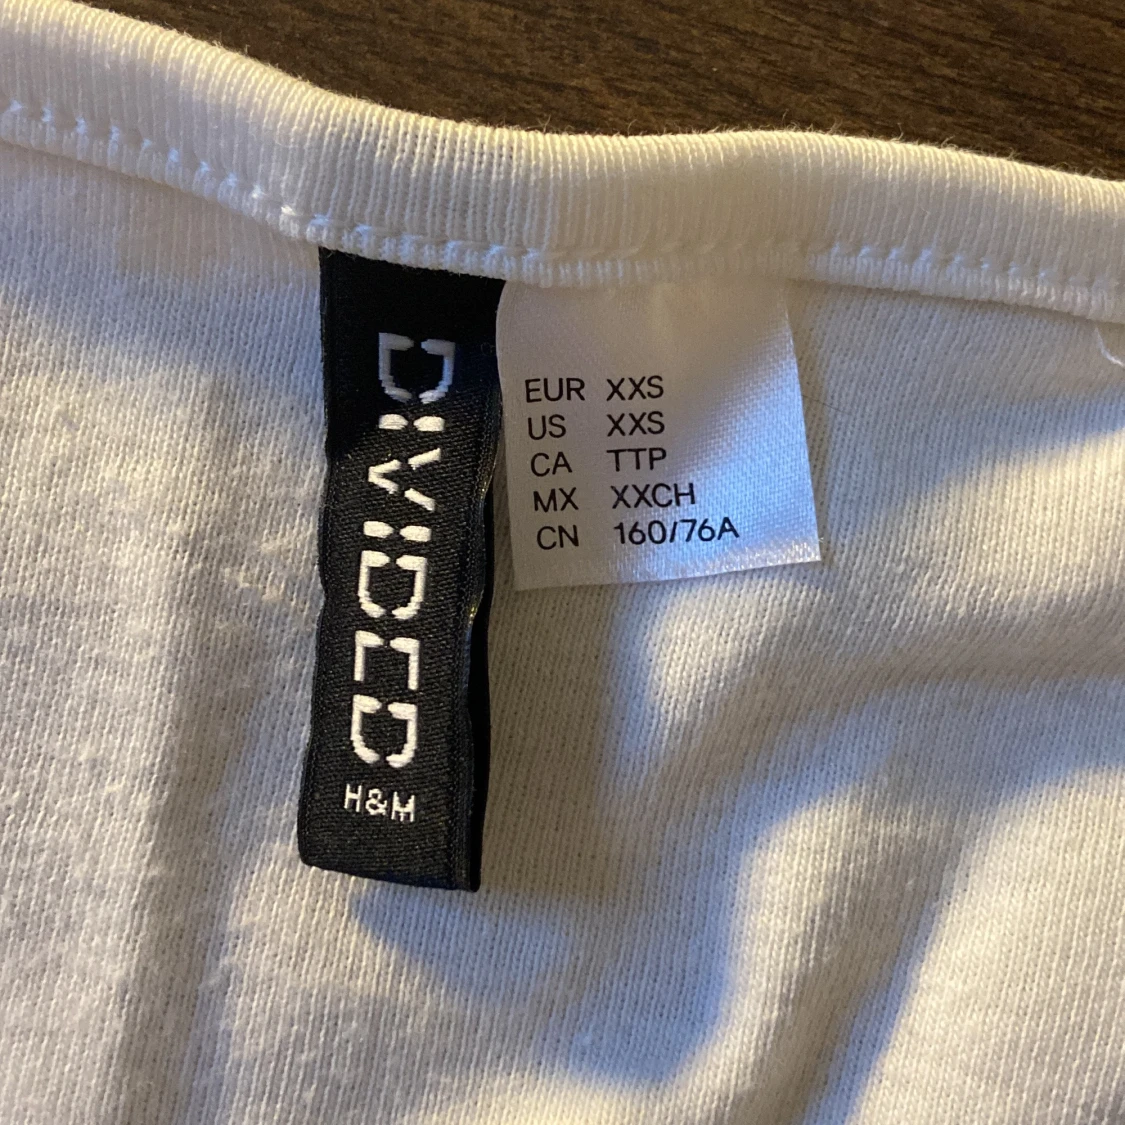 DIVIDED
H&M
EUR XXS
US XXS
CA TTP
MX XXCH
CN 160/76A